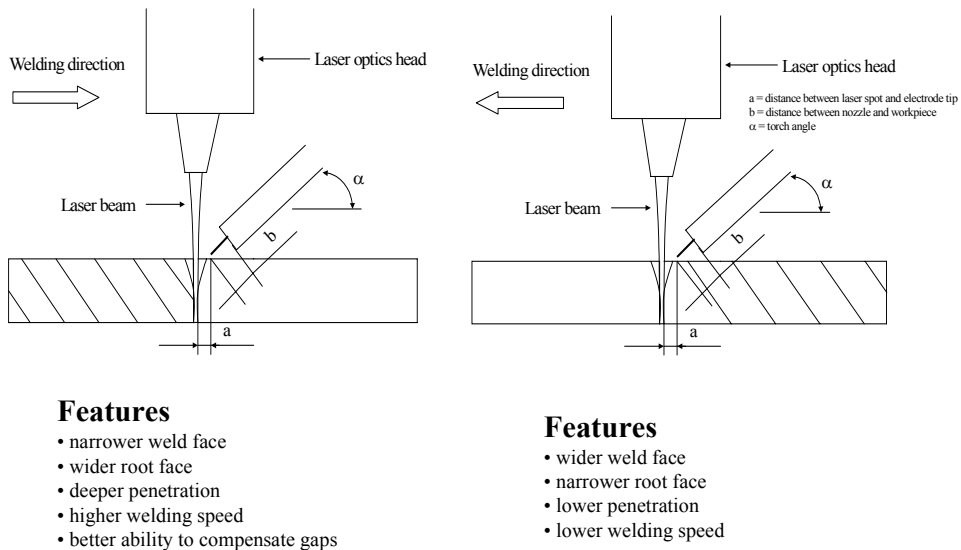 Welding direction
Laser optics head
α
Laser beam
b
a
Features
• narrower weld face
• wider root face
• deeper penetration
• higher welding speed
• better ability to compensate gaps
Welding direction
Laser optics head
a = distance between laser spot and electrode tip
b = distance between nozzle and workpiece
α = torch angle
α
Laser beam
b
a
Features
• wider weld face
• narrower root face
• lower penetration
• lower welding speed